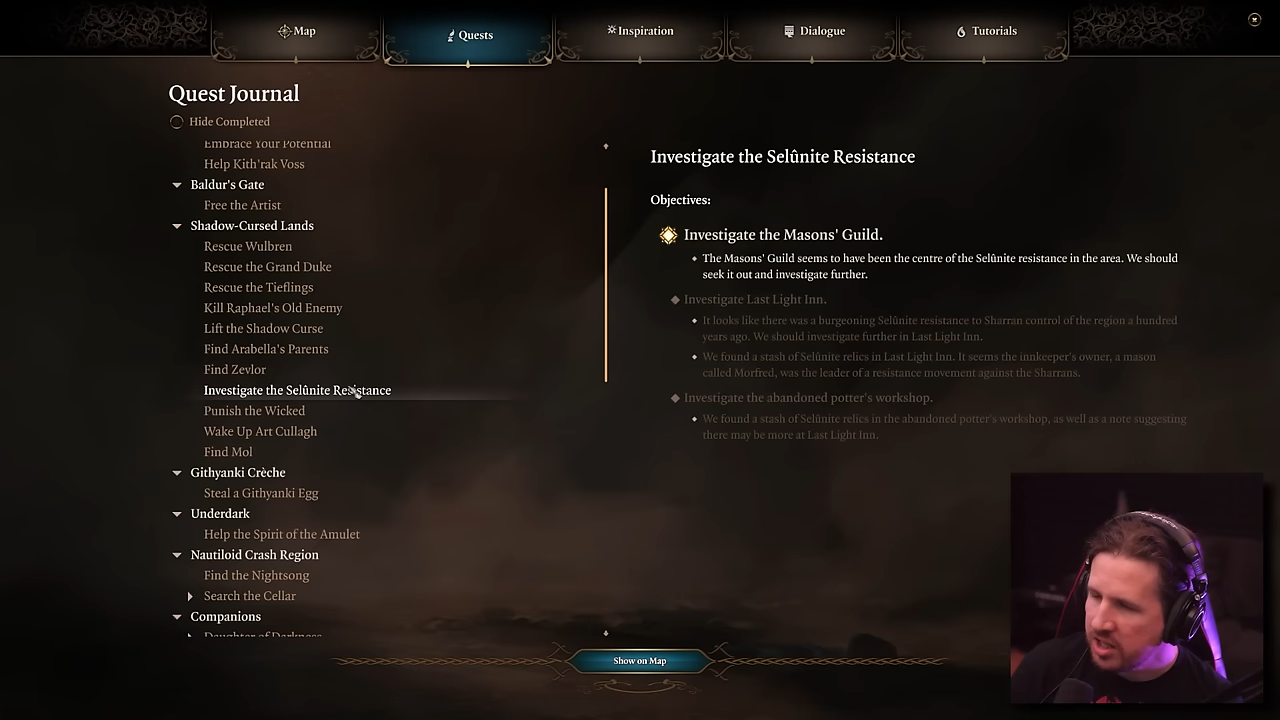 Map
Quests
Inspiration
Dialogue
Tutorials
Quest Journal
Hide Completed
Embrace Your Potential
Help Kith'rak Voss
Baldur's Gate
Free the Artist
Shadow-Cursed Lands
Rescue Wulbren
Rescue the Grand Duke
Rescue the Tieflings
Kill Raphael's Old Enemy
Lift the Shadow Curse
Find Arabella's Parents
Find Zevlor
Investigate the Selûnite Resistance
Punish the Wicked
Wake Up Art Cullagh
Find Mol
Githyanki Crèche
Steal a Githyanki Egg
Underdark
Help the Spirit of the Amulet
Nautiloid Crash Region
Find the Nightsong
Search the Cellar
Companions
Daughter of Darkness
Investigate the Selûnite Resistance
Objectives:
Investigate the Masons' Guild.
The Masons' Guild seems to have been the centre of the Selûnite resistance in the area. We should
seek it out and investigate further.
Investigate Last Light Inn.
It looks like there was a burgeoning Selûnite resistance to Sharran control of the region a hundred
years ago. We should investigate further in Last Light Inn.
We found a stash of Selûnite relics in Last Light Inn. It seems the innkeeper's owner, a mason
called Morfred, was the leader of a resistance movement against the Sharrans.
Investigate the abandoned potter's workshop.
We found a stash of Selûnite relics in the abandoned potter's workshop, as well as a note suggesting
there may be more at Last Light Inn.
Show on Map